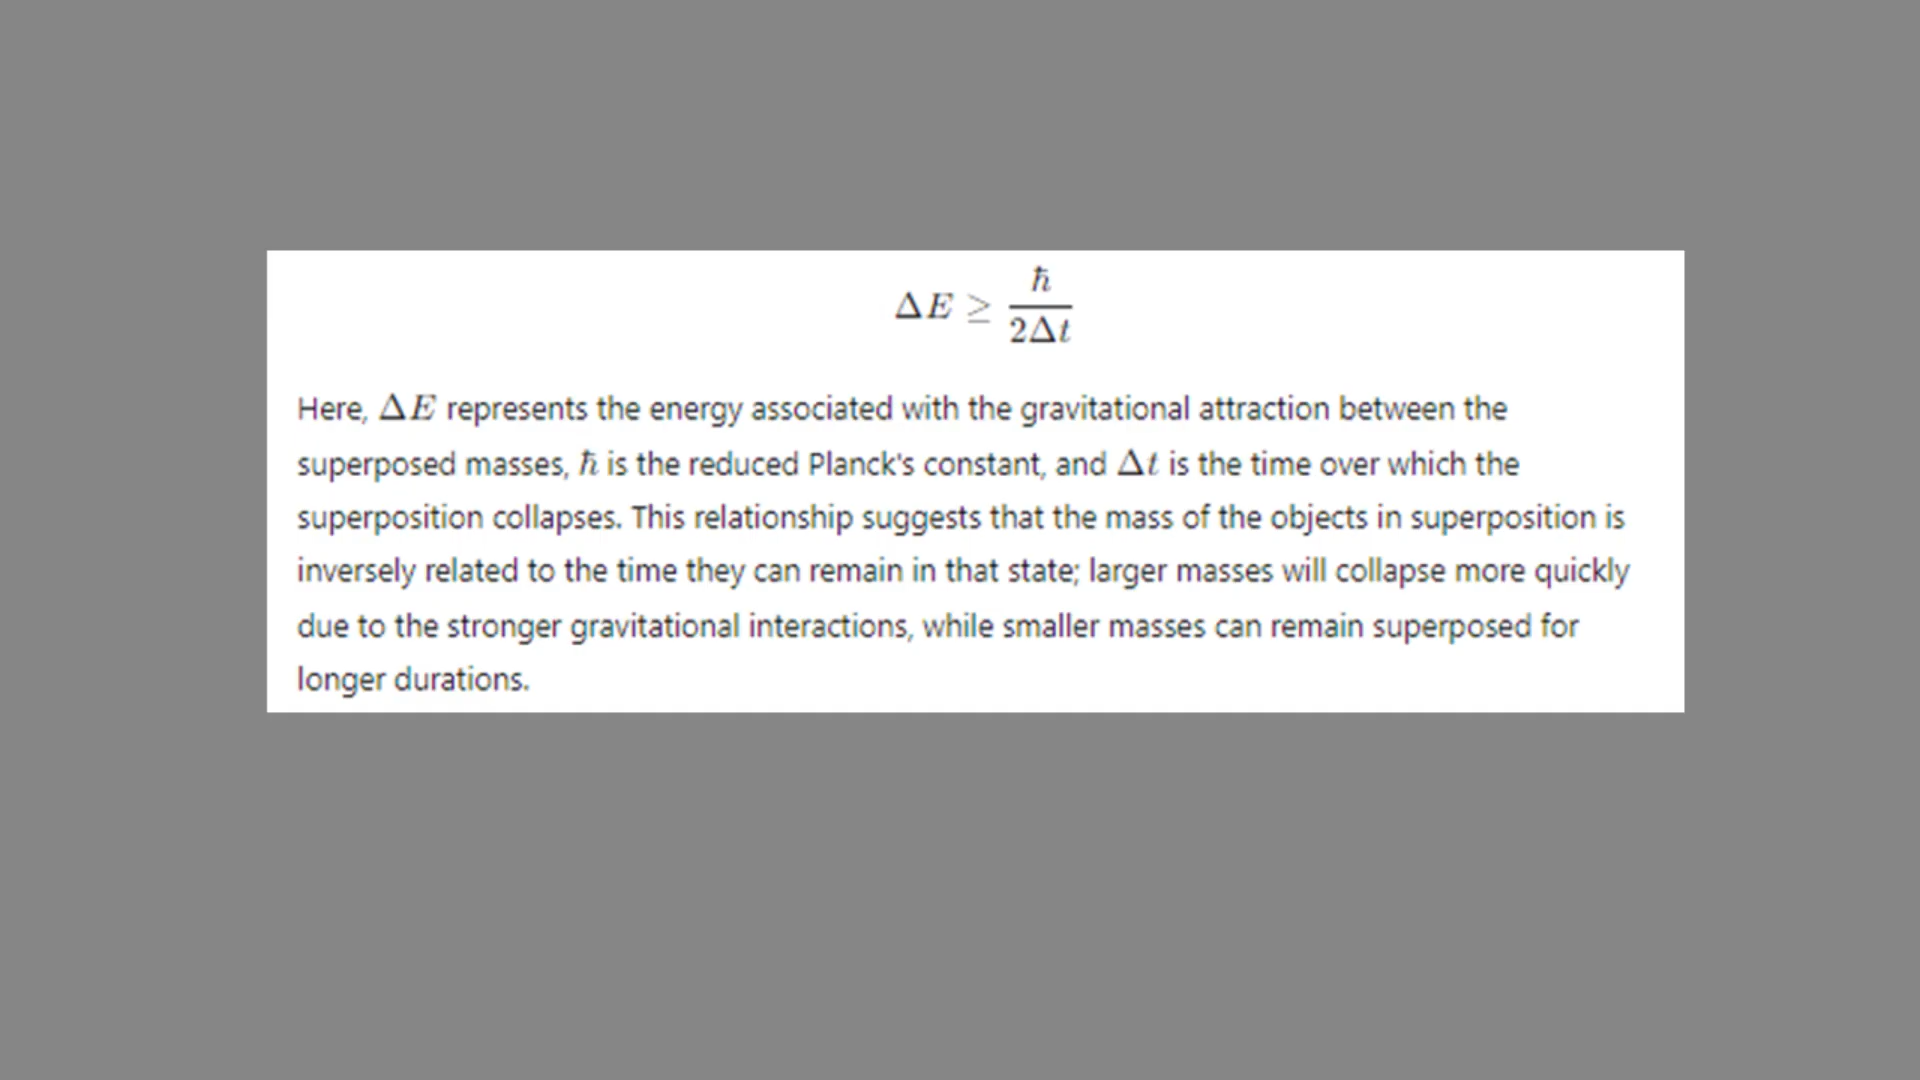 ΔE ≥ ħ / 2Δt
Here, ΔE represents the energy associated with the gravitational attraction between the
superposed masses, ħ is the reduced Planck's constant, and Δt is the time over which the
superposition collapses. This relationship suggests that the mass of the objects in superposition is
inversely related to the time they can remain in that state; larger masses will collapse more quickly
due to the stronger gravitational interactions, while smaller masses can remain superposed for
longer durations.